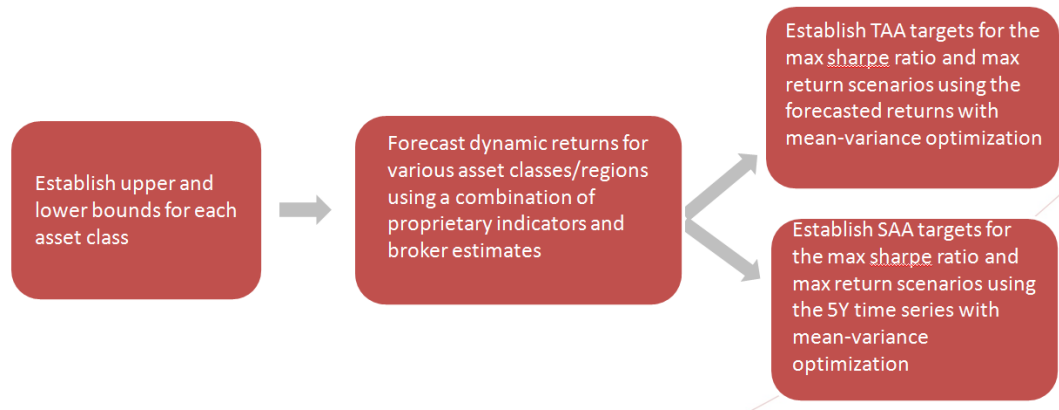 Establish upper and
lower bounds for each
asset class
Forecast dynamic returns for
various asset classes/regions
using a combination of
proprietary indicators and
broker estimates
Establish TAA targets for the
max sharpe ratio and max
return scenarios using the
forecasted returns with
mean-variance optimization
Establish SAA targets for
the max sharpe ratio and
max return scenarios using
the 5Y time series with
mean-variance
optimization